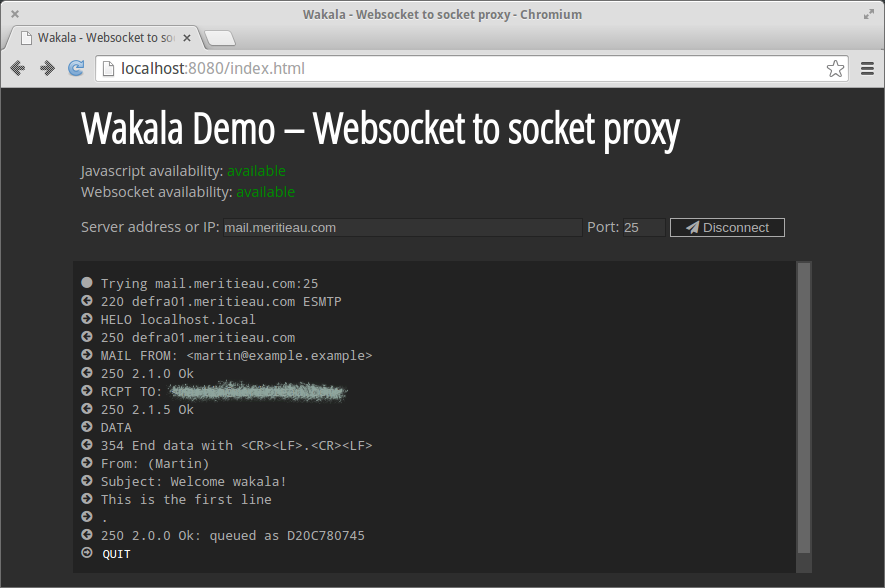 Wakala - Websocket to socket proxy - Chromium
Wakala - Websocket to so
localhost:8080/index.html
Wakala Demo – Websocket to socket proxy
Javascript availability: available
Websocket availability: available
Server address or IP: mail.meritieau.com Port: 25 Disconnect
Trying mail.meritieau.com:25
220 defra01.meritieau.com ESMTP
HELO localhost.local
250 defra01.meritieau.com
MAIL FROM: <martin@example.example>
250 2.1.0 Ok
RCPT TO:
250 2.1.5 Ok
DATA
354 End data with <CR><LF>.<CR><LF>
From: (Martin)
Subject: Welcome wakala!
This is the first line
.
250 2.0.0 Ok: queued as D20C780745
QUIT